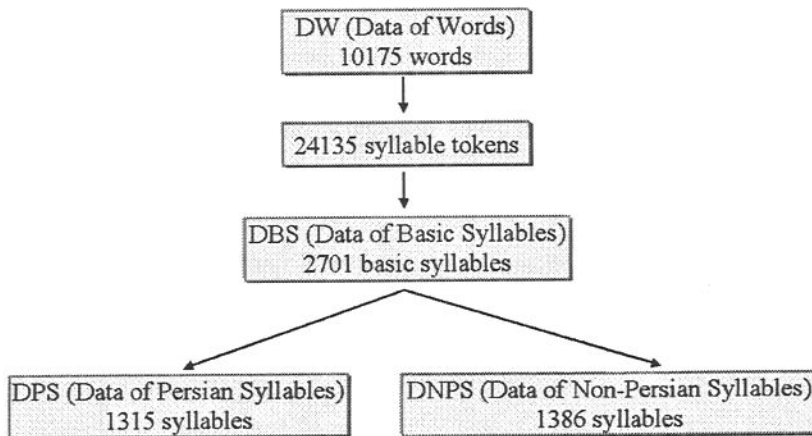 DW (Data of Words)
10175 words
24135 syllable tokens
DBS (Data of Basic Syllables)
2701 basic syllables
DPS (Data of Persian Syllables)
1315 syllables
DNPS (Data of Non-Persian Syllables)
1386 syllables